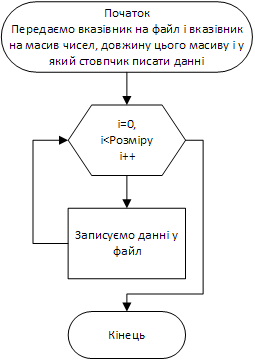 Початок
Передаємо вказівник на файл і вказівник
на масив чисел, довжину цього масиву і у
який стовпчик писати данні
i=0,
i<Розміру
i++
Записуємо данні у
файл
Кінець